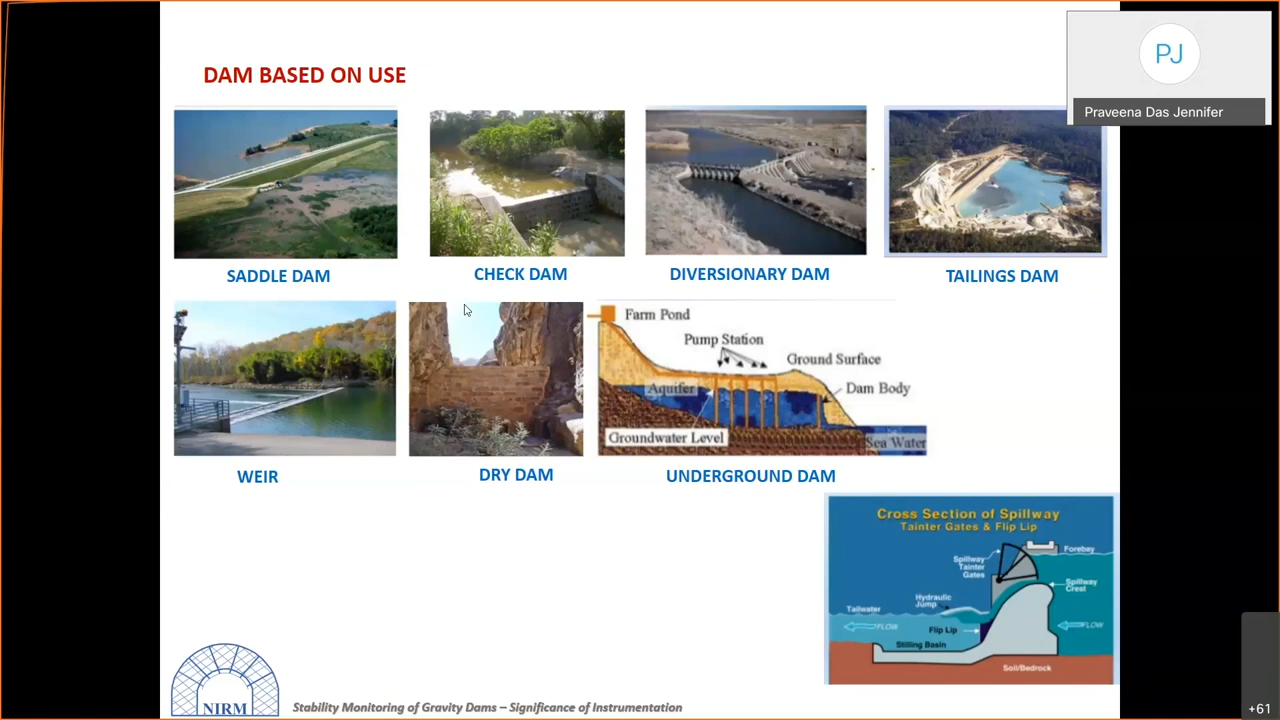 PJ
Praveena Das Jennifer
DAM BASED ON USE
SADDLE DAM
CHECK DAM
DIVERSIONARY DAM
TAILINGS DAM
Farm Pond
Pump Station
Ground Surface
Aquifer
Dam Body
Groundwater Level
Sea Water
WEIR
DRY DAM
UNDERGROUND DAM
Cross Section of Spillway
Tainter Gates & Flip Lip
Spillway
Tainter
Gates
Forebay
Spillway
Crest
Hydraulic
Jump
Tailwater
FLOW
Flip Lip
FLOW
Stilling Basin
Soil/Bedrock
NIRM
Stability Monitoring of Gravity Dams – Significance of Instrumentation
+61